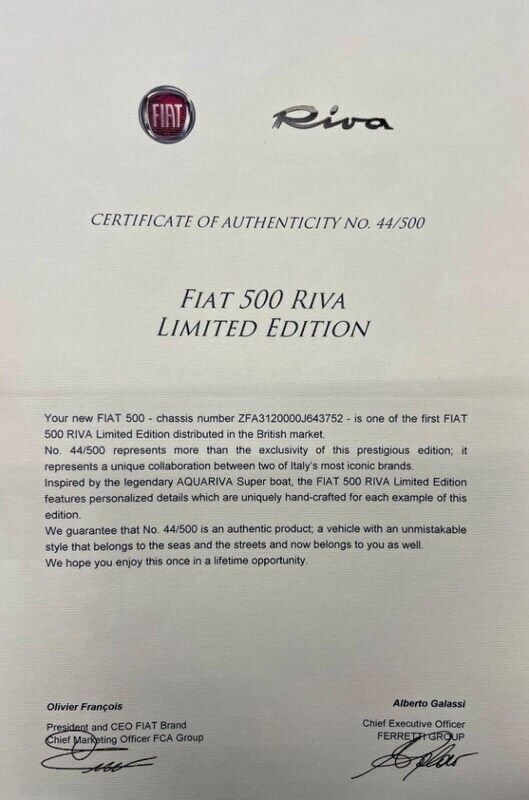 FIAT
Riva
CERTIFICATE OF AUTHENTICITY NO. 44/500
FIAT 500 RIVA
LIMITED EDITION
Your new FIAT 500 - chassis number ZFA3120000J643752 - is one of the first FIAT
500 RIVA Limited Edition distributed in the British market.
No. 44/500 represents more than the exclusivity of this prestigious edition; it
represents a unique collaboration between two of Italy's most iconic brands.
Inspired by the legendary AQUARIVA Super boat, the FIAT 500 RIVA Limited Edition
features personalized details which are uniquely hand-crafted for each example of this
edition.
We guarantee that No. 44/500 is an authentic product; a vehicle with an unmistakable
style that belongs to the seas and the streets and now belongs to you as well.
We hope you enjoy this once in a lifetime opportunity.
Olivier François
President and CEO FIAT Brand
Chief Marketing Officer FCA Group
Alberto Galassi
Chief Executive Officer
FERRETTI GROUP